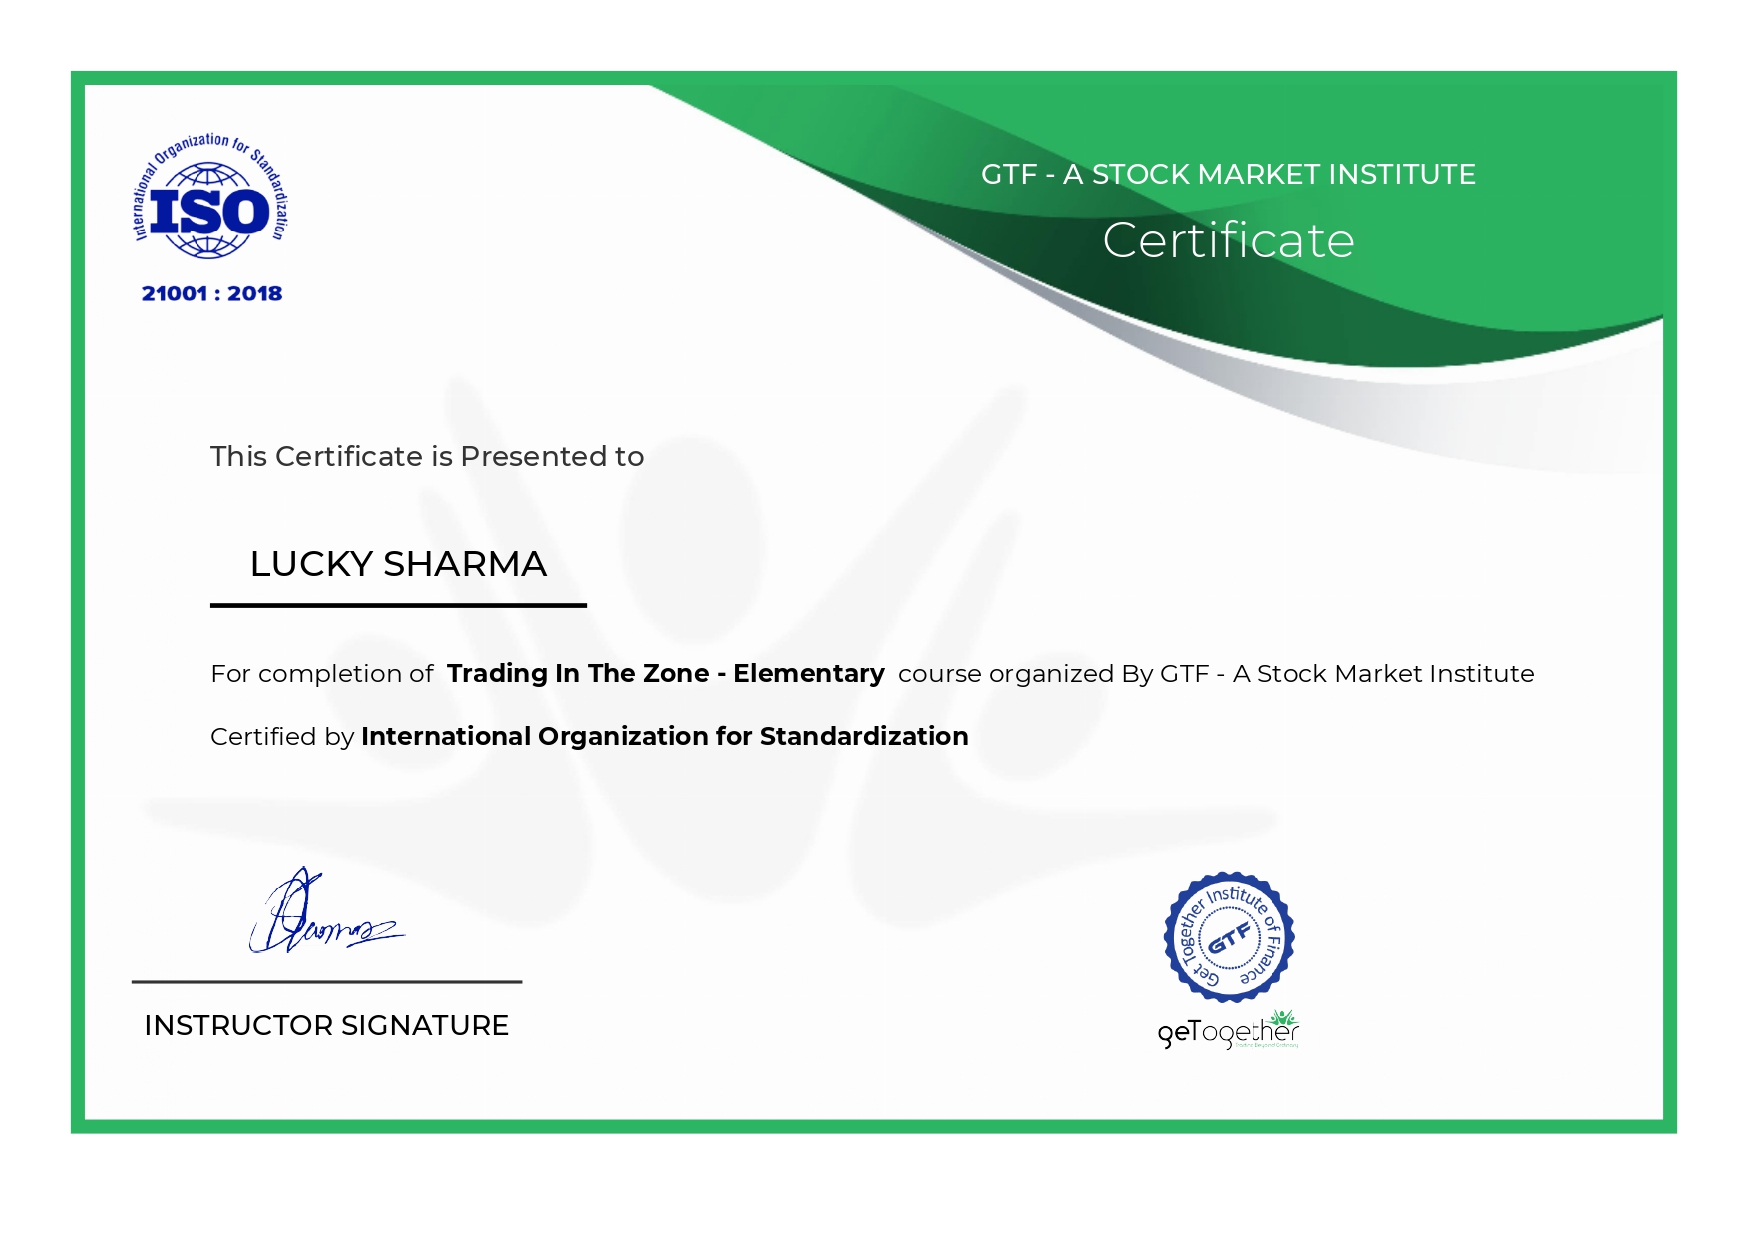 International Organization for Standardization
ISO
21001 : 2018
GTF - A STOCK MARKET INSTITUTE
Certificate
This Certificate is Presented to
LUCKY SHARMA
For completion of Trading In The Zone - Elementary course organized By GTF - A Stock Market Institute
Certified by International Organization for Standardization
INSTRUCTOR SIGNATURE
Get Together Institute of Finance
GTF
geTogether